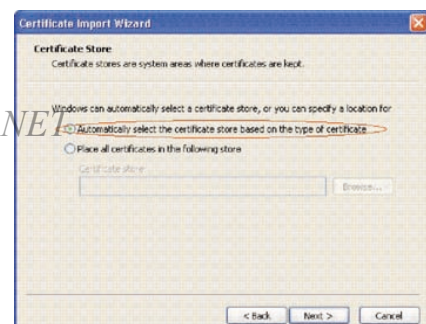 Certificate Import Wizard
Certificate Store
Certificate stores are system areas where certificates are kept.
Windows can automatically select a certificate store, or you can specify a location for
NET
Automatically select the certificate store based on the type of certificate
Place all certificates in the following store
Certificate store:
Browse...
< Back
Next >
Cancel